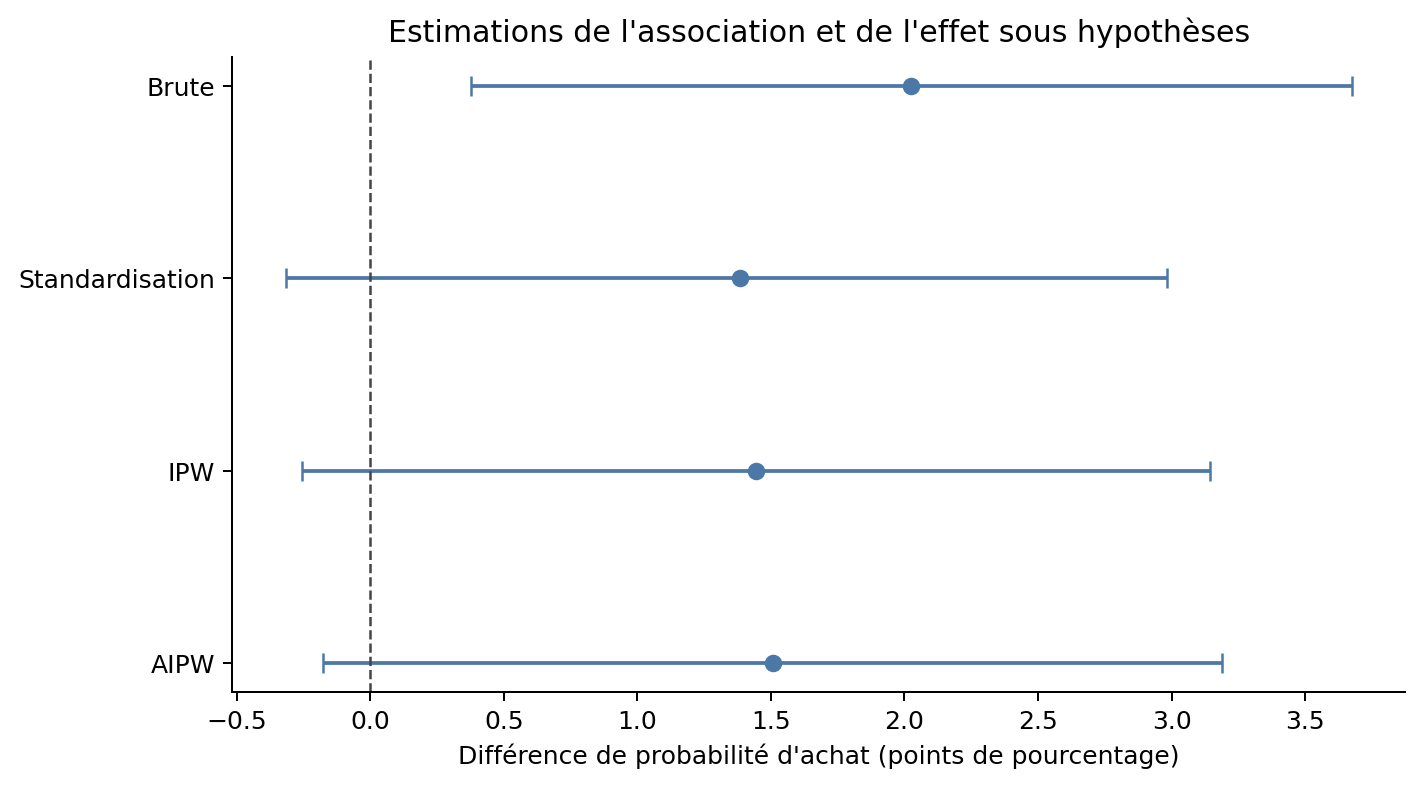 Estimations de l'association et de l'effet sous hypothèses
Brute
Standardisation
IPW
AIPW
−0.5 0.0 0.5 1.0 1.5 2.0 2.5 3.0 3.5
Différence de probabilité d'achat (points de pourcentage)